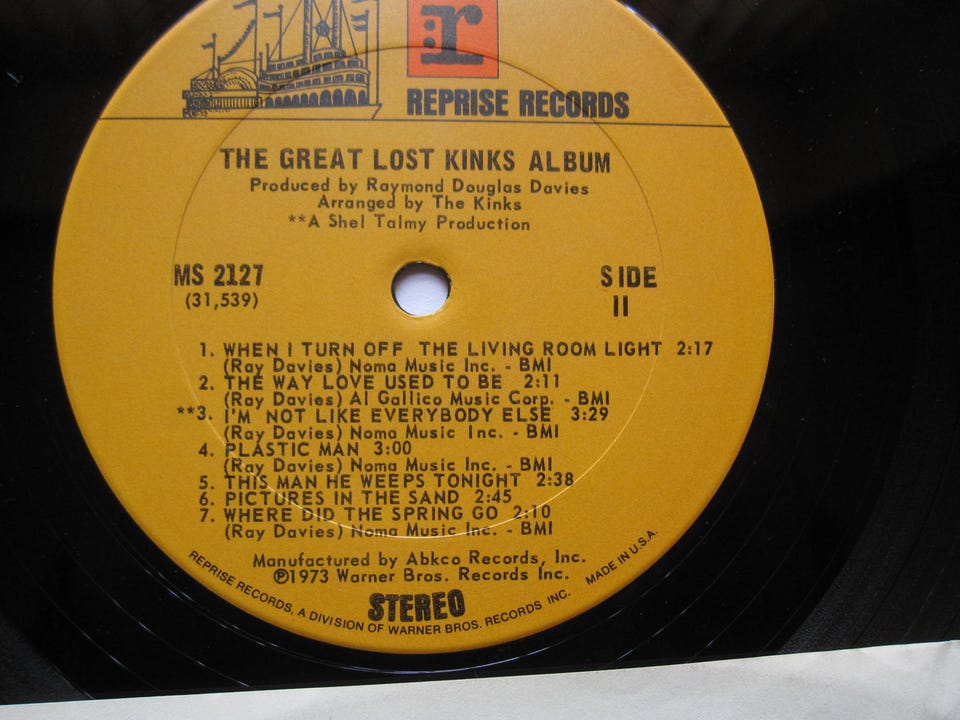 :r
REPRISE RECORDS
THE GREAT LOST KINKS ALBUM
Produced by Raymond Douglas Davies
Arranged by The Kinks
**A Shel Talmy Production
MS 2127
(31,539)
SIDE
II
1. WHEN I TURN OFF THE LIVING ROOM LIGHT 2:17
(Ray Davies) Noma Music Inc. - BMI
2. THE WAY LOVE USED TO BE 2:11
(Ray Davies) Al Gallico Music Corp. - BMI
**3. I'M NOT LIKE EVERYBODY ELSE 3:29
(Ray Davies) Noma Music Inc. - BMI
4. PLASTIC MAN 3:00
(Ray Davies) Noma Music Inc. - BMI
5. THIS MAN HE WEEPS TONIGHT 2:38
6. PICTURES IN THE SAND 2:45
7. WHERE DID THE SPRING GO 2:10
(Ray Davies) Noma Music Inc. - BMI
Manufactured by Abkco Records, Inc.
℗1973 Warner Bros. Records Inc.
STEREO
REPRISE RECORDS, A DIVISION OF WARNER BROS. RECORDS INC. MADE IN U.S.A.